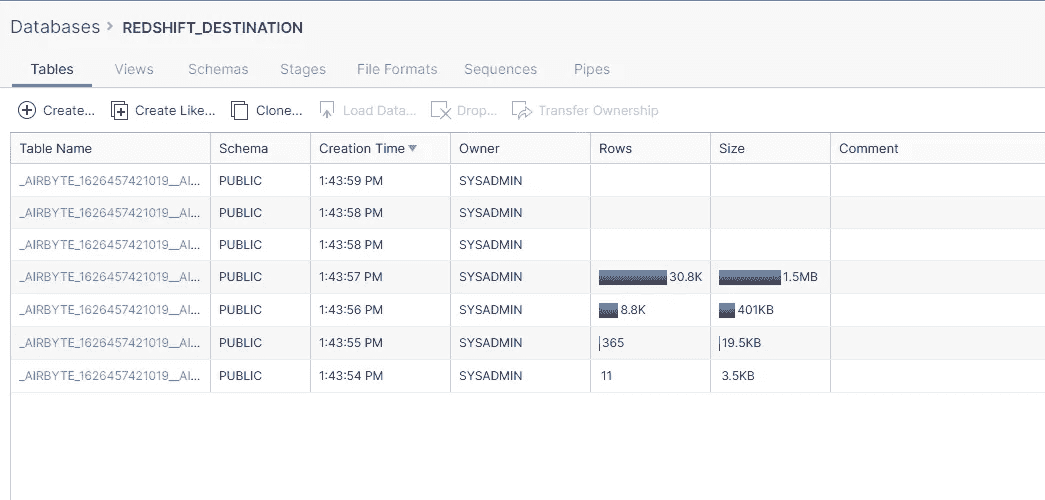 Databases > REDSHIFT_DESTINATION
Tables Views Schemas Stages File Formats Sequences Pipes
Create... Create Like... Clone... Load Data... Drop... Transfer Ownership
Table Name Schema Creation Time Owner Rows Size Comment
_AIRBYTE_1626457421019__AI... PUBLIC 1:43:59 PM SYSADMIN
_AIRBYTE_1626457421019__AI... PUBLIC 1:43:58 PM SYSADMIN
_AIRBYTE_1626457421019__AI... PUBLIC 1:43:58 PM SYSADMIN
_AIRBYTE_1626457421019__AI... PUBLIC 1:43:57 PM SYSADMIN 30.8K 1.5MB
_AIRBYTE_1626457421019__AI... PUBLIC 1:43:56 PM SYSADMIN 8.8K 401KB
_AIRBYTE_1626457421019__AI... PUBLIC 1:43:55 PM SYSADMIN 365 19.5KB
_AIRBYTE_1626457421019__AI... PUBLIC 1:43:54 PM SYSADMIN 11 3.5KB